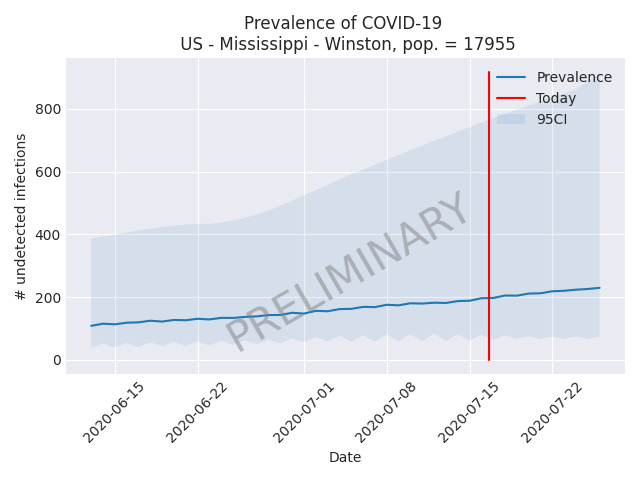 Prevalence of COVID-19
US - Mississippi - Winston, pop. = 17955
Prevalence
Today
95CI
800
600
400
200
0
# undetected infections
PRELIMINARY
2020-06-15
2020-06-22
2020-07-01
2020-07-08
2020-07-15
2020-07-22
Date